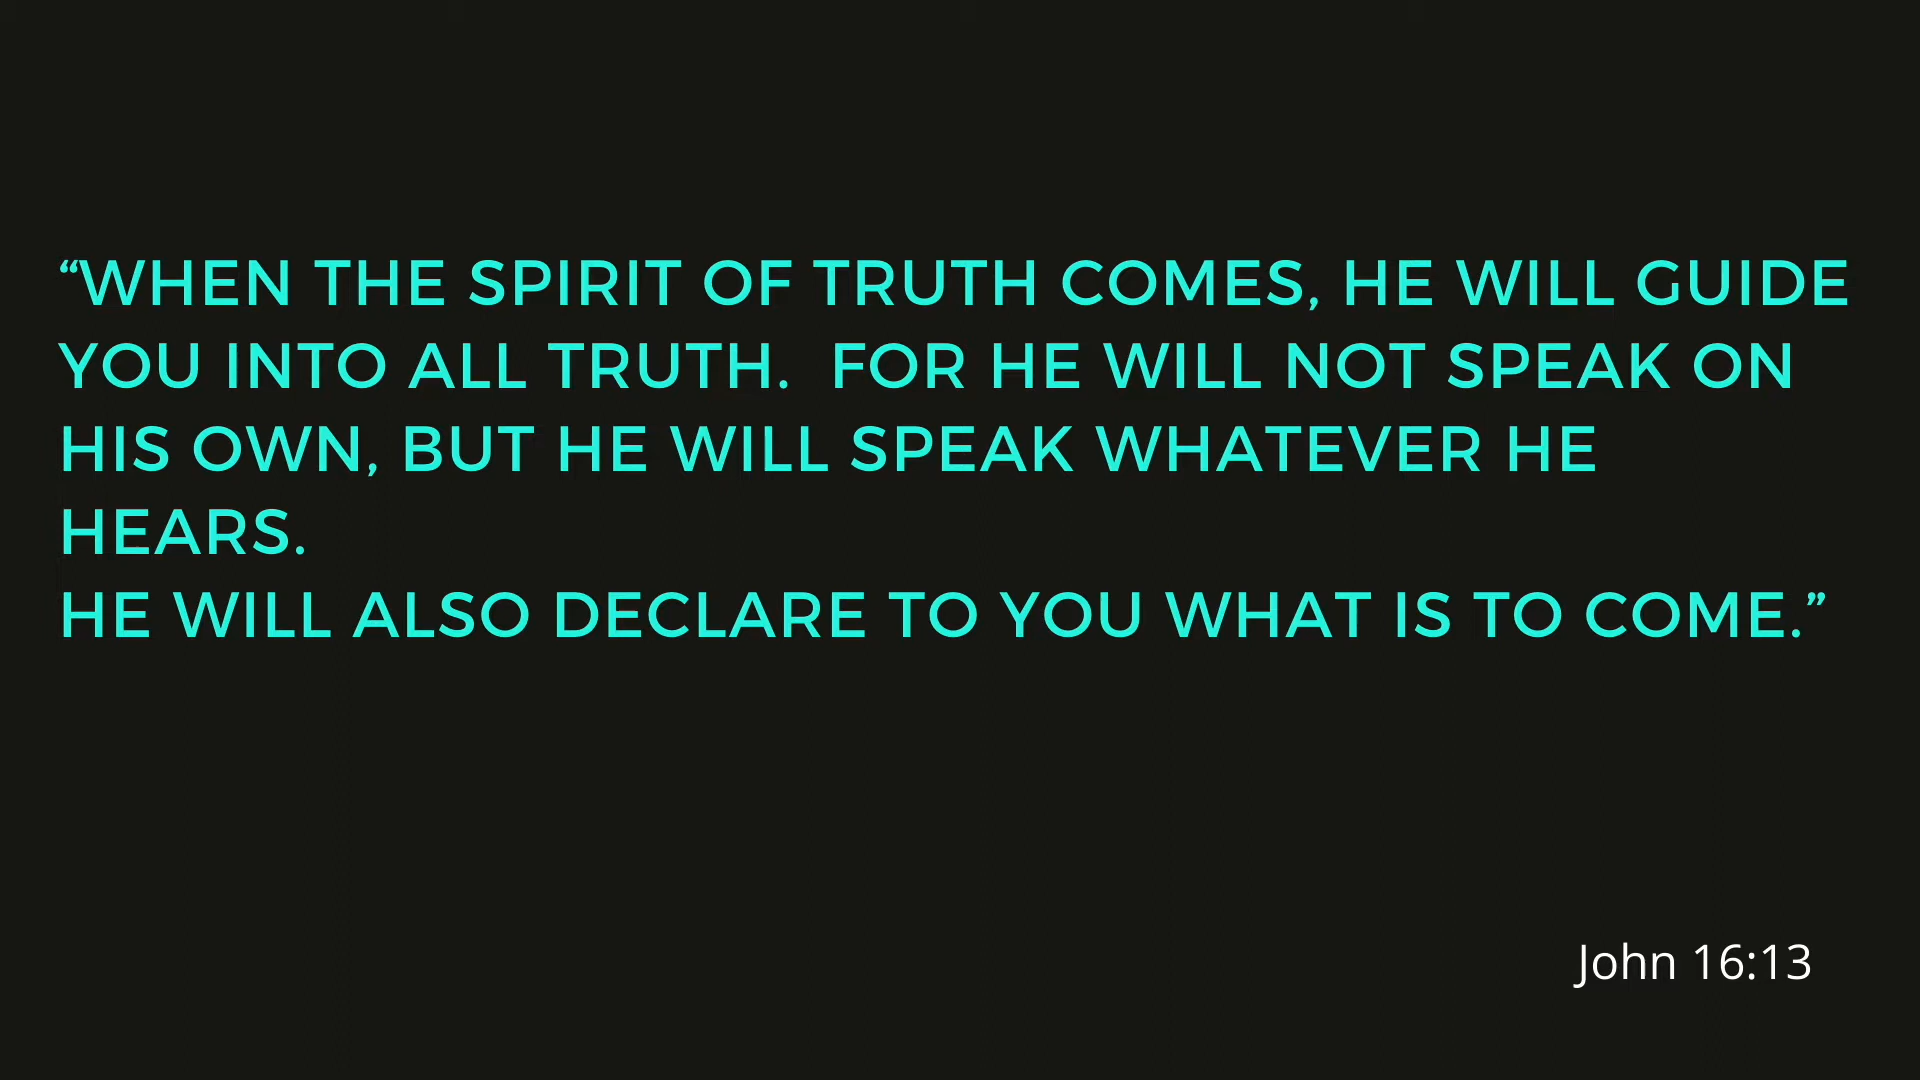 “WHEN THE SPIRIT OF TRUTH COMES, HE WILL GUIDE
YOU INTO ALL TRUTH.  FOR HE WILL NOT SPEAK ON
HIS OWN, BUT HE WILL SPEAK WHATEVER HE
HEARS.
HE WILL ALSO DECLARE TO YOU WHAT IS TO COME.”
John 16:13